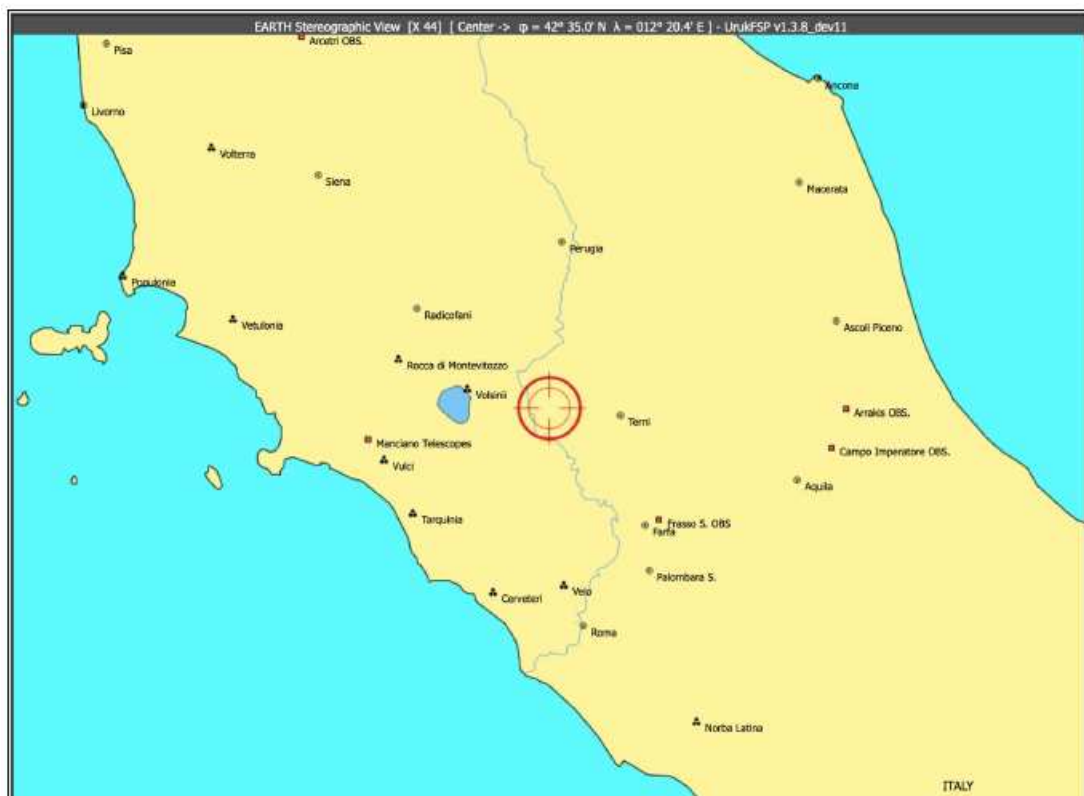 EARTH Stereographic View [X 44] [ Center -> φ = 42° 35.0' N λ = 012° 20.4' E ] - UrukFSP v1.3.8_dev11
Arcetri OBS.
Pisa
Ancona
Livorno
Volterra
Siena
Macerata
Perugia
Populonia
Radicofani
Vetulonia
Ascoli Piceno
Rocca di Montevitozzo
Volsinii
Arrakis OBS.
Terni
Manciano Telescopes
Campo Imperatore OBS.
Vulci
Aquila
Tarquinia
Frasso S. OBS
Farfa
Palombara S.
Veio
Cerveteri
Roma
Norba Latina
ITALY